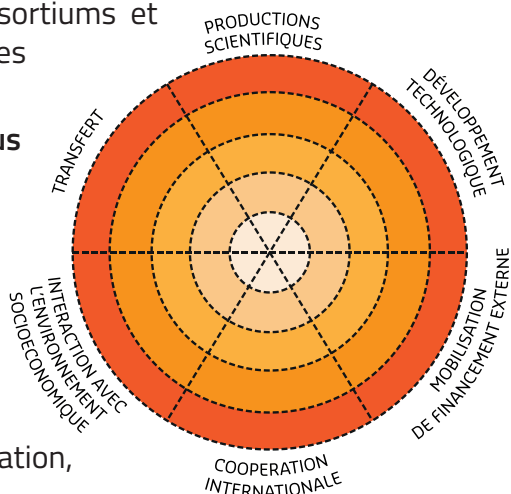 sortiums et
es
us
ation,
PRODUCTIONS
SCIENTIFIQUES
DÉVELOPPEMENT
TECHNOLOGIQUE
MOBILISATION
DE FINANCEMENT EXTERNE
COOPERATION
INTERNATIONALE
INTERACTION AVEC
L'ENVIRONNEMENT
SOCIOECONOMIQUE
TRANSFERT